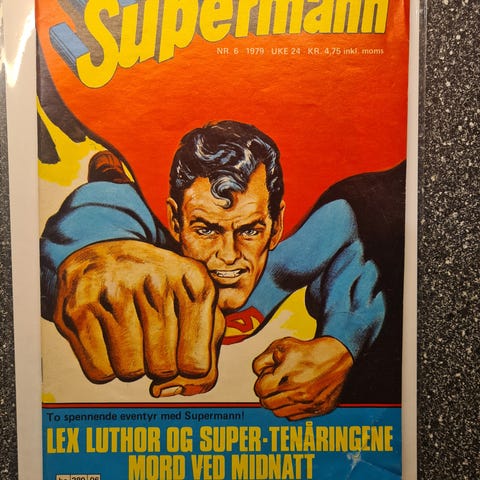 Supermann
NR. 6 · 1979 · UKE 24 · KR. 4,75 inkl. moms
To spennende eventyr med Supermann!
LEX LUTHOR OG SUPER-TENÅRINGENE
MORD VED MIDNATT